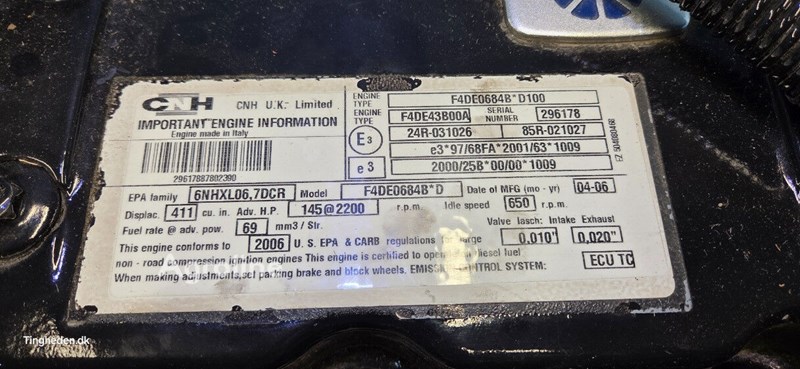 CNH
CNH U.K. Limited
IMPORTANT ENGINE INFORMATION
Engine made in Italy
29617887802390
ENGINE TYPE F4DE0684B*D100
ENGINE TYPE F4DE43B00A SERIAL NUMBER 296178
E3 24R-031026 85R-021027
e3*97/68FA*2001/63*1009
e3 2000/25B*00/00*1009
EPA family 6NHXL06,7DCR Model F4DE0684B*D Date of MFG (mo - yr) 04-06
Displac. 411 cu. in. Adv. H.P. 145@2200 r.p.m. Idle speed 650 r.p.m.
Fuel rate @ adv. pow. 69 mm3 / Str. Valve lasch: Intake Exhaust
This engine conforms to 2006 U. S. EPA & CARB regulations 0,010' 0,020"
non - road compression ignition engines This engine is certified to diesel fuel
When making adjustments,set parking brake and block wheels. CONTROL SYSTEM: ECU TC
Tingheden.dk